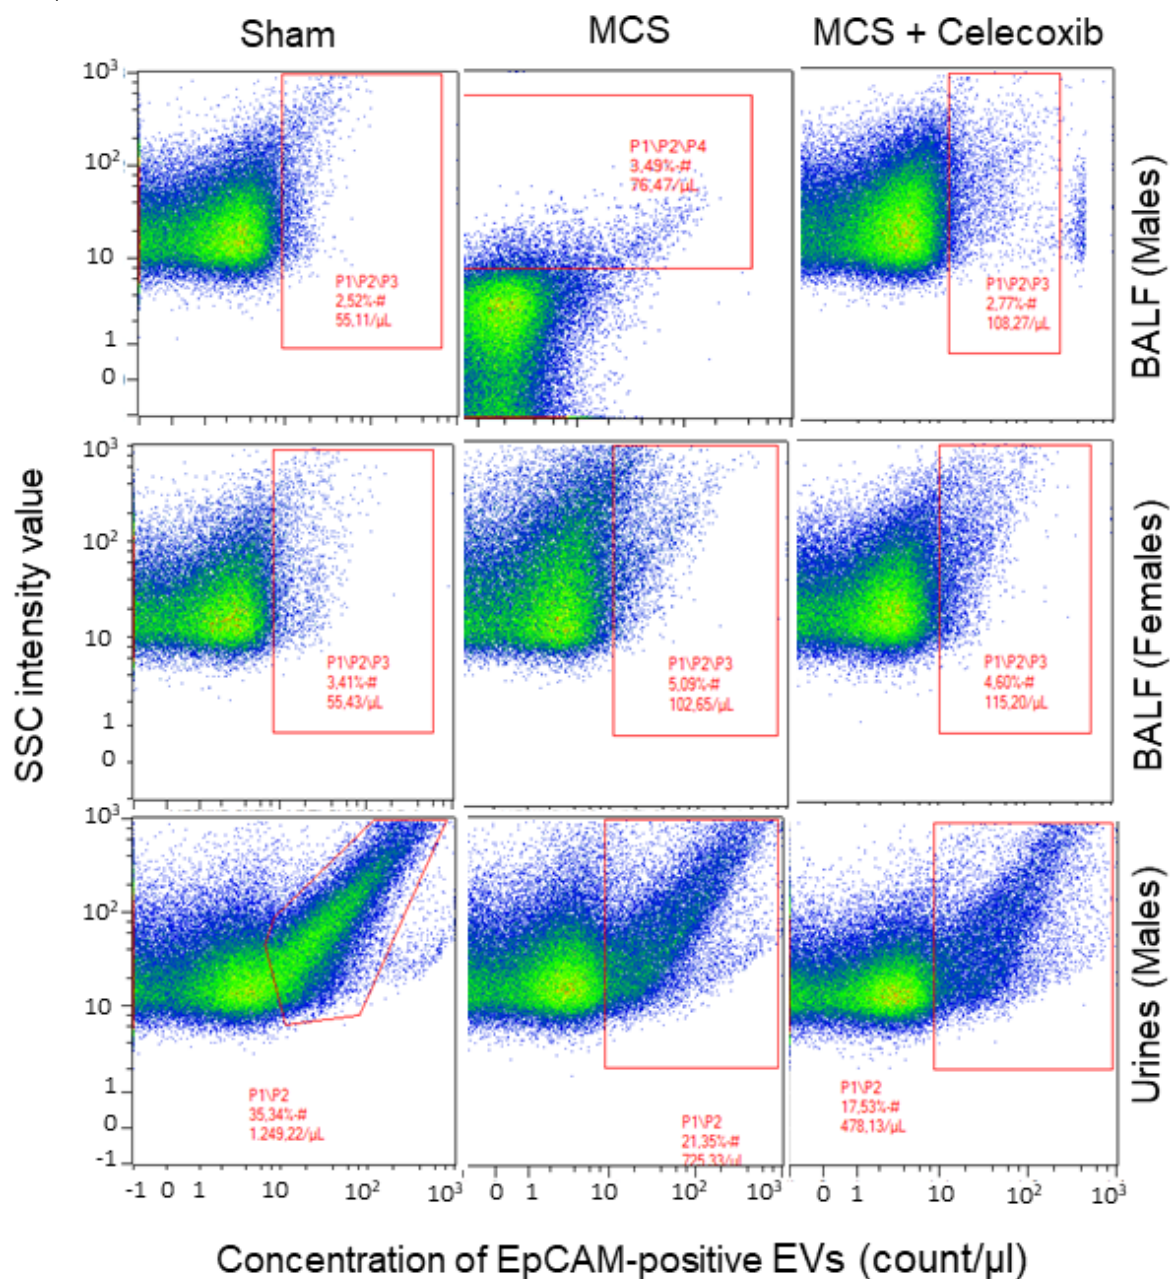 Sham
MCS
MCS + Celecoxib
10³
10²
10
1
0
P1\P2\P3
2,52%-#
55,11/µL
P1\P2\P4
3,49%-#
76,47/µL
P1\P2\P3
2,77%-#
108,27/µL
BALF (Males)
SSC intensity value
10³
10²
10
1
0
P1\P2\P3
3,41%-#
55,43/µL
P1\P2\P3
5,09%-#
102,65/µL
P1\P2\P3
4,60%-#
115,20/µL
BALF (Females)
10³
10²
10
1
0
-1
P1\P2
35,34%-#
1.249,22/µL
P1\P2
21,35%-#
725,33/µL
P1\P2
17,53%-#
478,13/µL
Urines (Males)
-1 0 1 10 10² 10³
0 1 10 10² 10³
0 1 10 10² 10³
Concentration of EpCAM-positive EVs (count/µl)